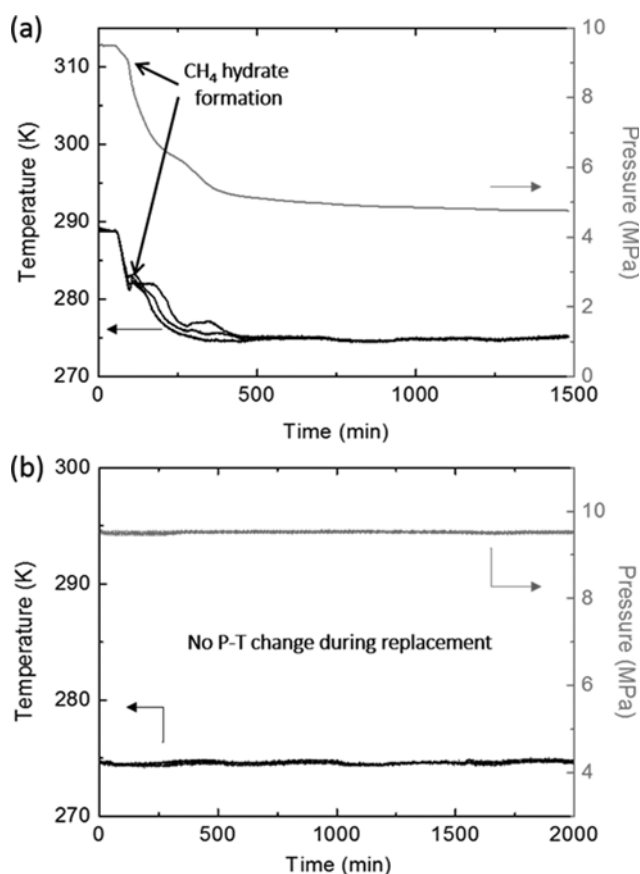 (a)
CH4 hydrate
formation
310
300
290
280
270
Temperature (K)
10
8
6
4
2
0
Pressure (MPa)
0 500 1000 1500
Time (min)
(b)
300
290
280
270
Temperature (K)
10
8
6
4
Pressure (MPa)
No P-T change during replacement
0 500 1000 1500 2000
Time (min)